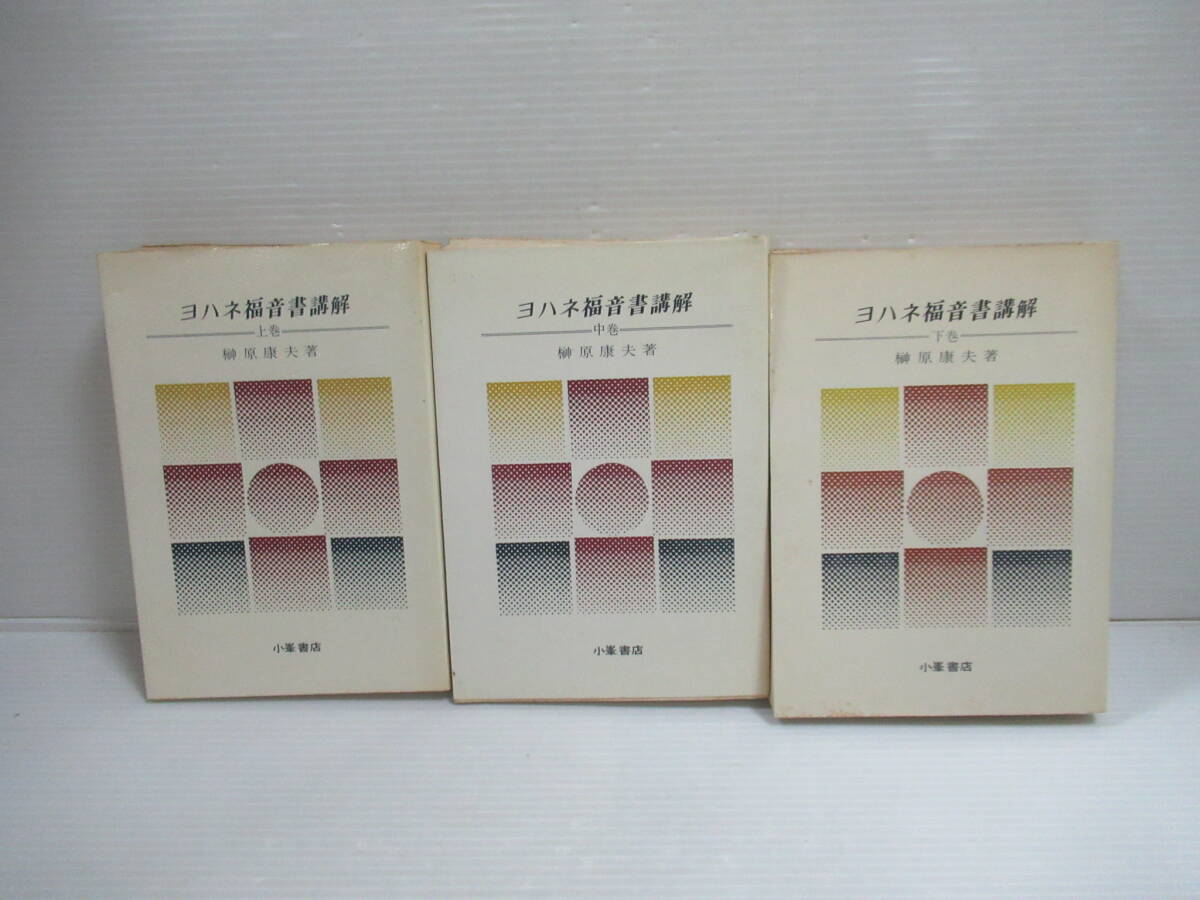 ヨハネ福音書講解
上巻
榊原康夫著
小峯書店
ヨハネ福音書講解
中巻
榊原康夫著
小峯書店
ヨハネ福音書講解
下巻
榊原康夫著
小峯書店